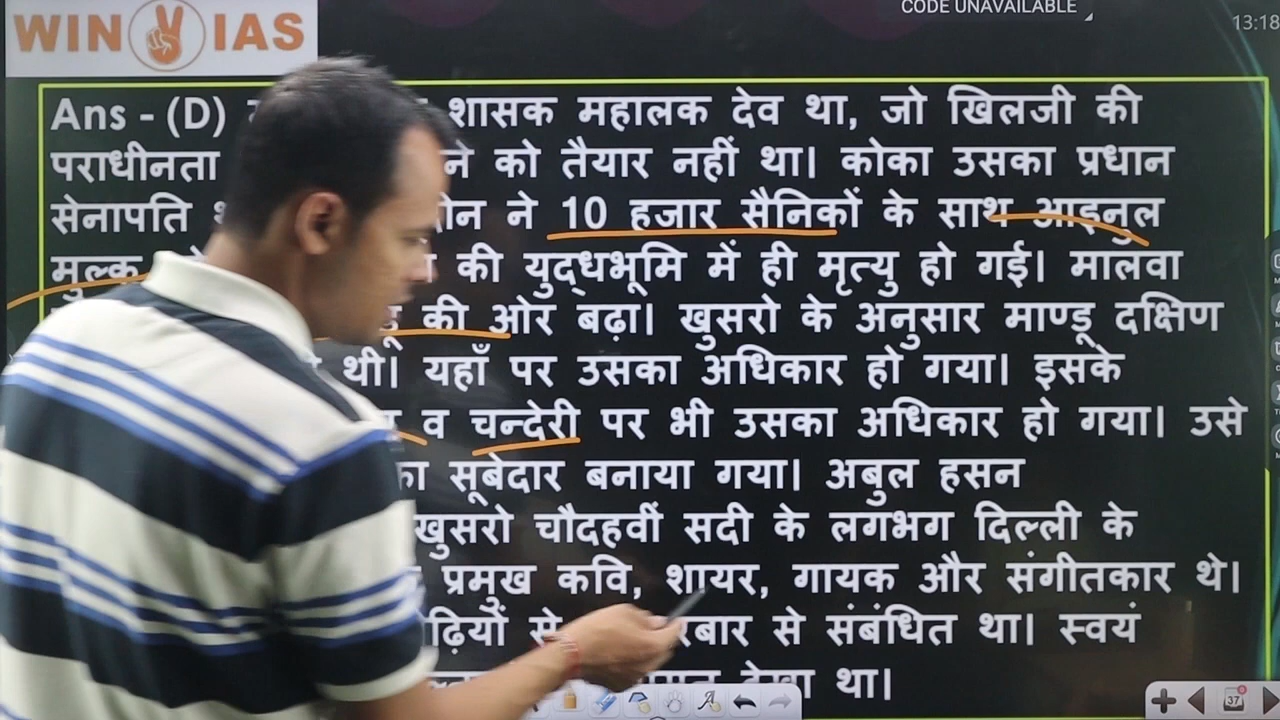 WIN IAS
CODE UNAVAILABLE
13:18
Ans - (D) शासक महालक देव था, जो खिलजी की
पराधीनता ने को तैयार नहीं था। कोका उसका प्रधान
सेनापति ने 10 हजार सैनिकों के साथ आइनुल
मुल्क की युद्धभूमि में ही मृत्यु हो गई। मालवा
की ओर बढ़ा। खुसरो के अनुसार माण्डू दक्षिण
थी। यहाँ पर उसका अधिकार हो गया। इसके
व चन्देरी पर भी उसका अधिकार हो गया। उसे
का सूबेदार बनाया गया। अबुल हसन
खुसरो चौदहवीं सदी के लगभग दिल्ली के
प्रमुख कवि, शायर, गायक और संगीतकार थे।
से संबंधित था। स्वयं
देखा था।
37